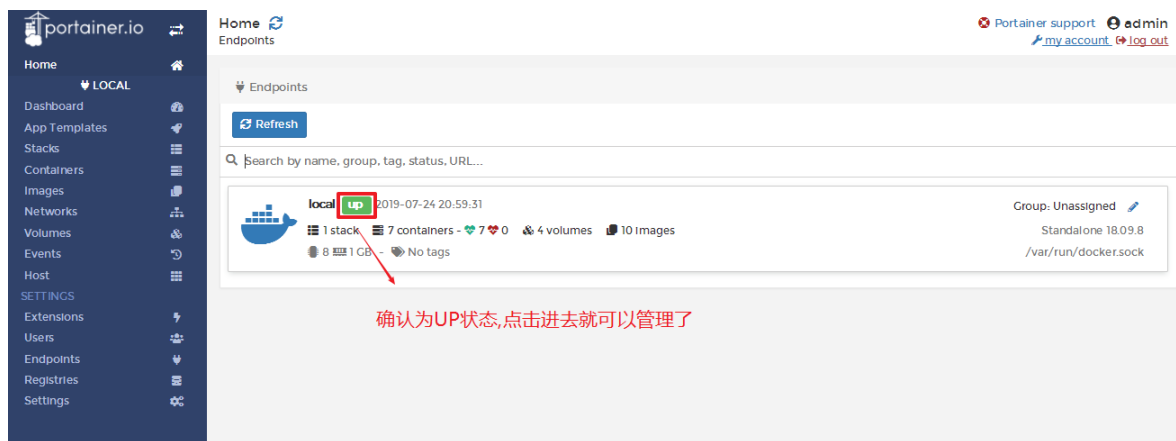 portainer.io
Home
Portainer support admin
Endpoints
my account log out
Home
LOCAL
Dashboard
App Templates
Stacks
Containers
Images
Networks
Volumes
Events
Host
SETTINGS
Extensions
Users
Endpoints
Registries
Settings
Endpoints
Refresh
Search by name, group, tag, status, URL...
local up 2019-07-24 20:59:31
Group: Unassigned
1 stack 7 containers - 7 0 4 volumes 10 images
Standalone 18.09.8
8 1 GB - No tags
/var/run/docker.sock
确认为UP状态,点击进去就可以管理了